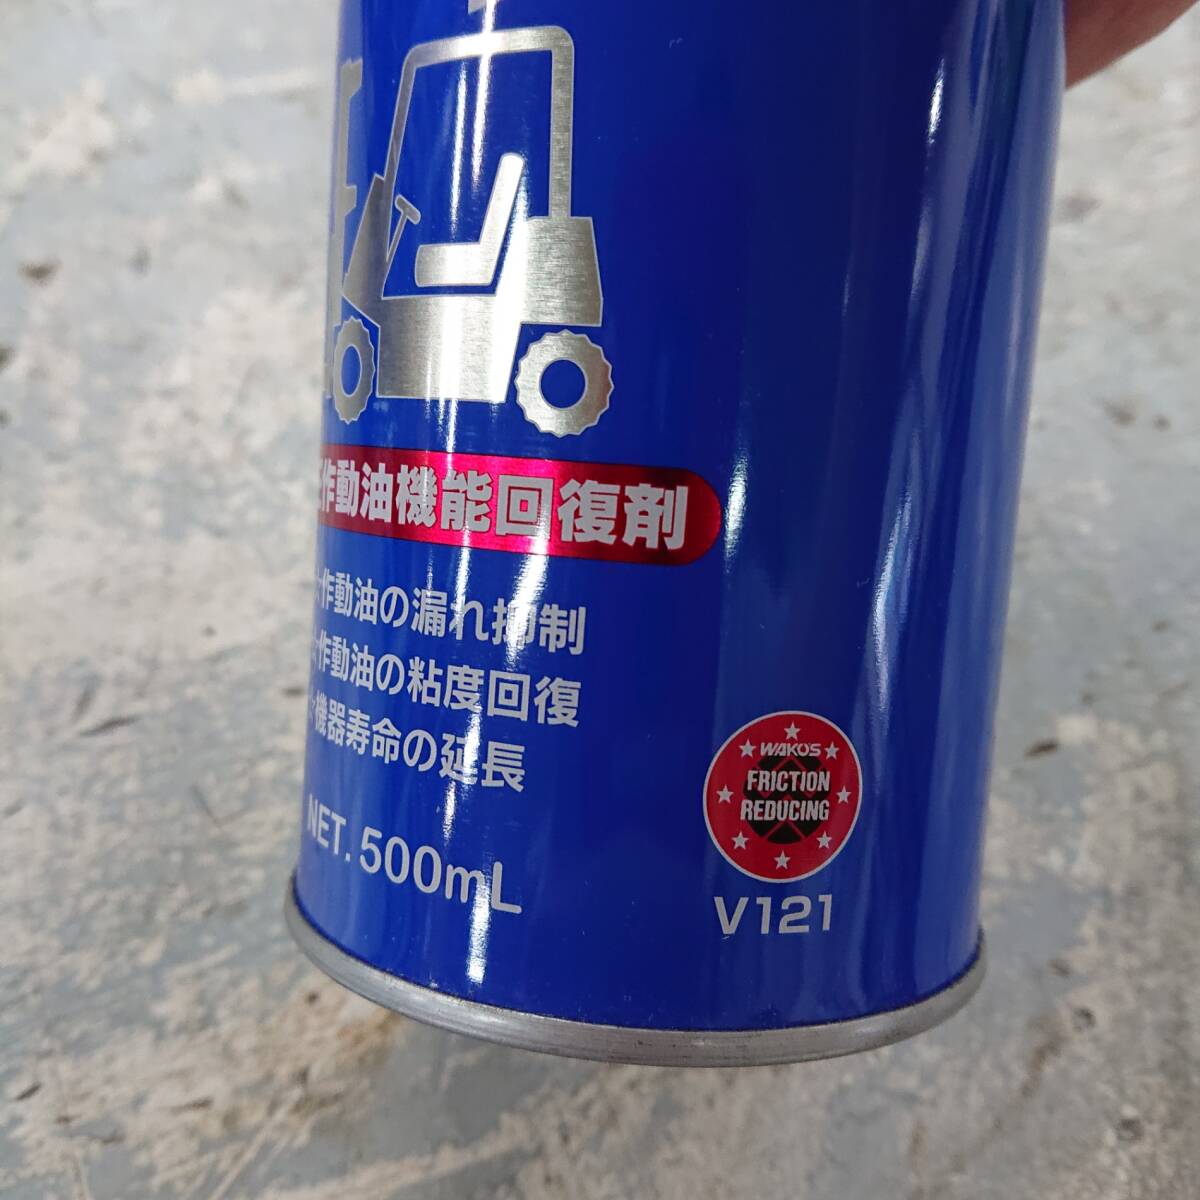 圧作動油機能回復剤
作動油の漏れ抑制
作動油の粘度回復
機器寿命の延長
NET. 500mL
WAKO'S
FRICTION
REDUCING
V121